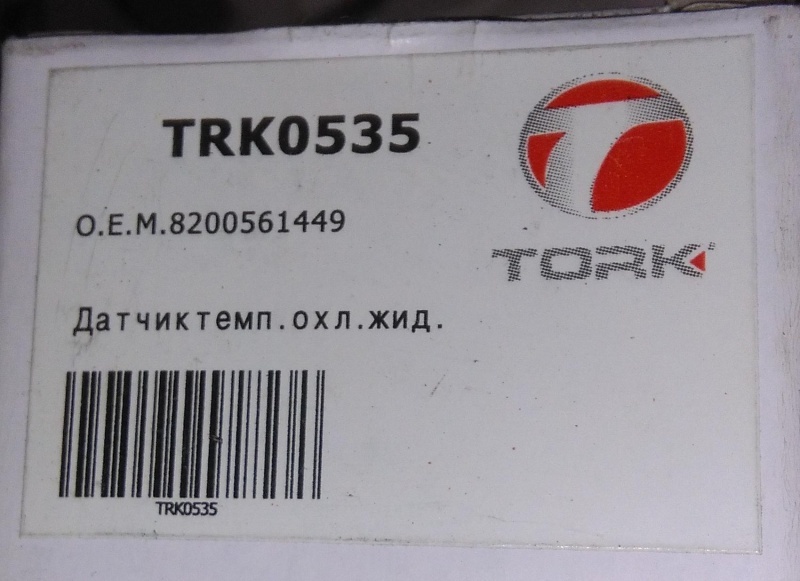 TRK0535
O.E.M.8200561449
TORK
Датчиктемп.охл.жид.
TRK0535